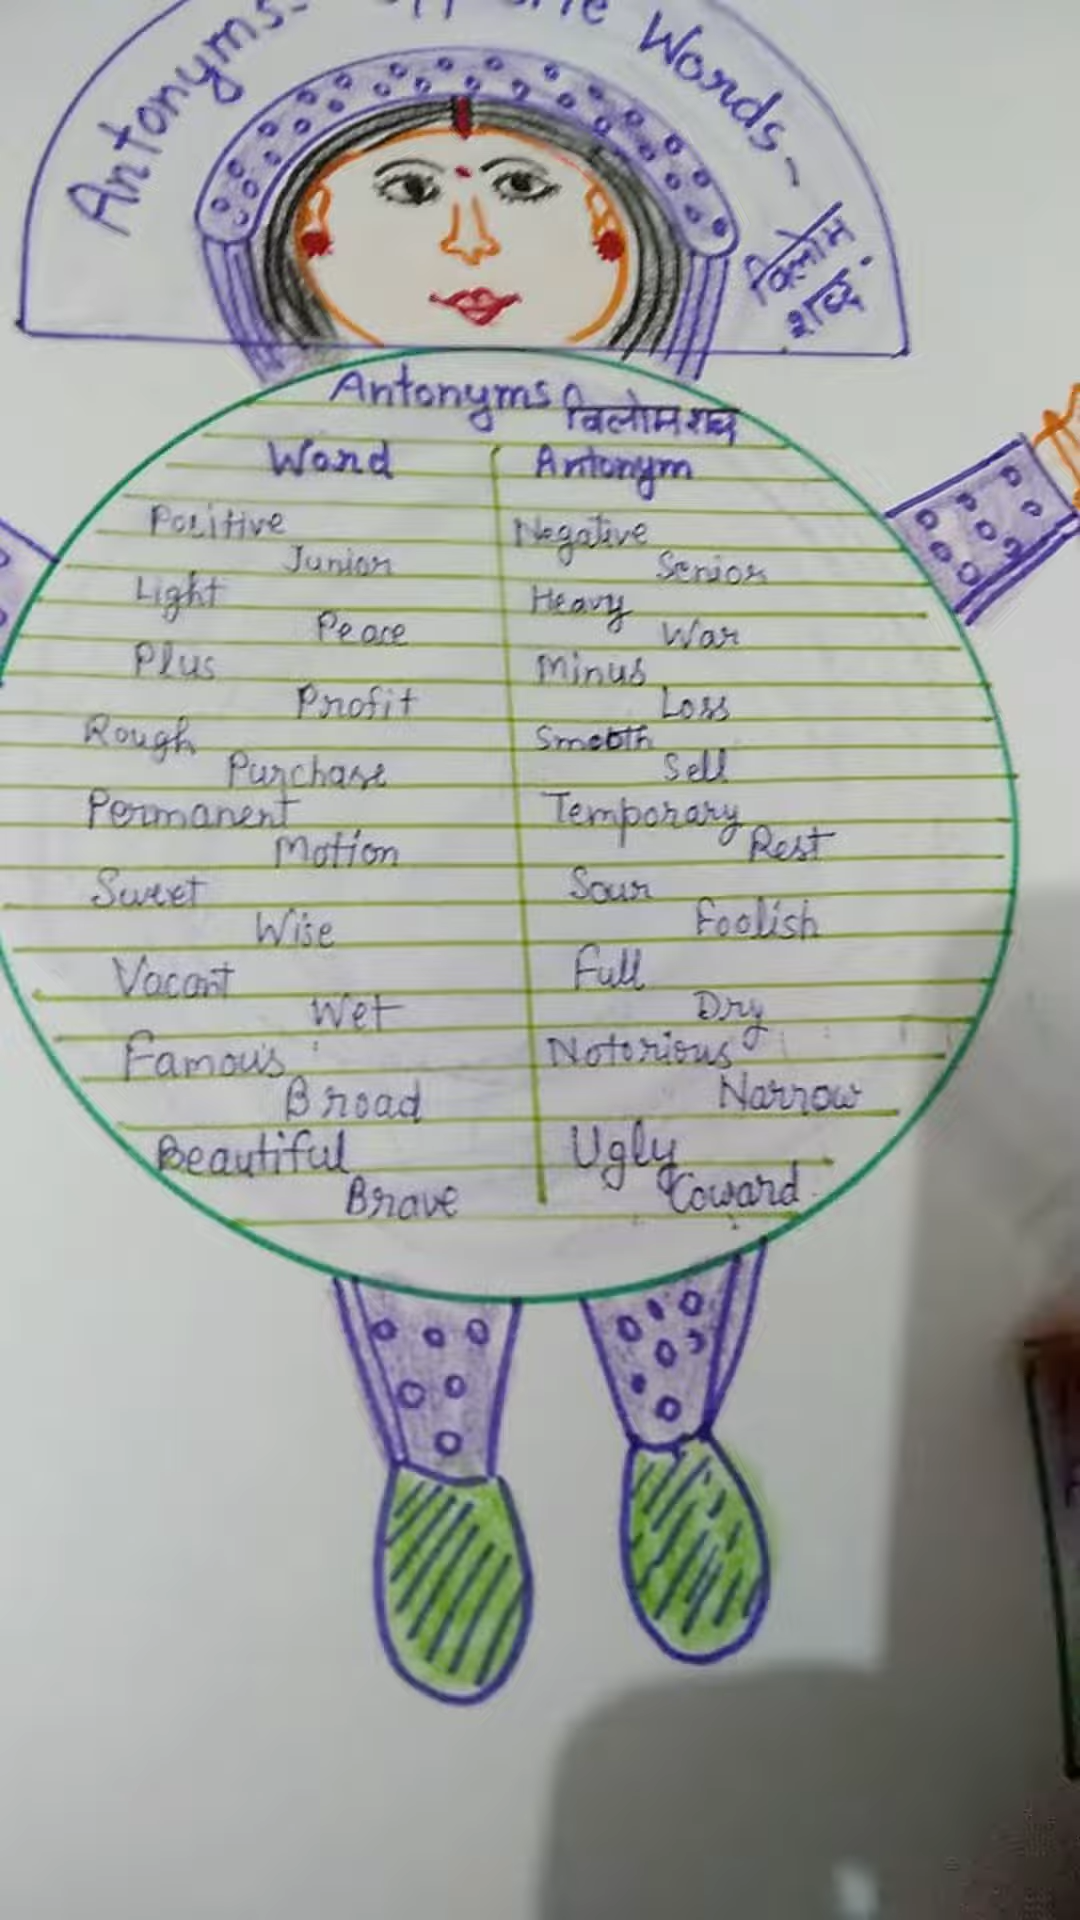 Antonyms- Words-
विलोम
शब्द
Antonyms विलोम शब्द
Word Antonym
Positive Negative
Junior Senior
Light Heavy
Peace War
Plus Minus
Profit Loss
Rough Smooth
Purchase Sell
Permanent Temporary
Motion Rest
Sweet Sour
Wise Foolish
Vacant Full
Wet Dry
Famous Notorious
Broad Narrow
Beautiful Ugly
Brave Coward